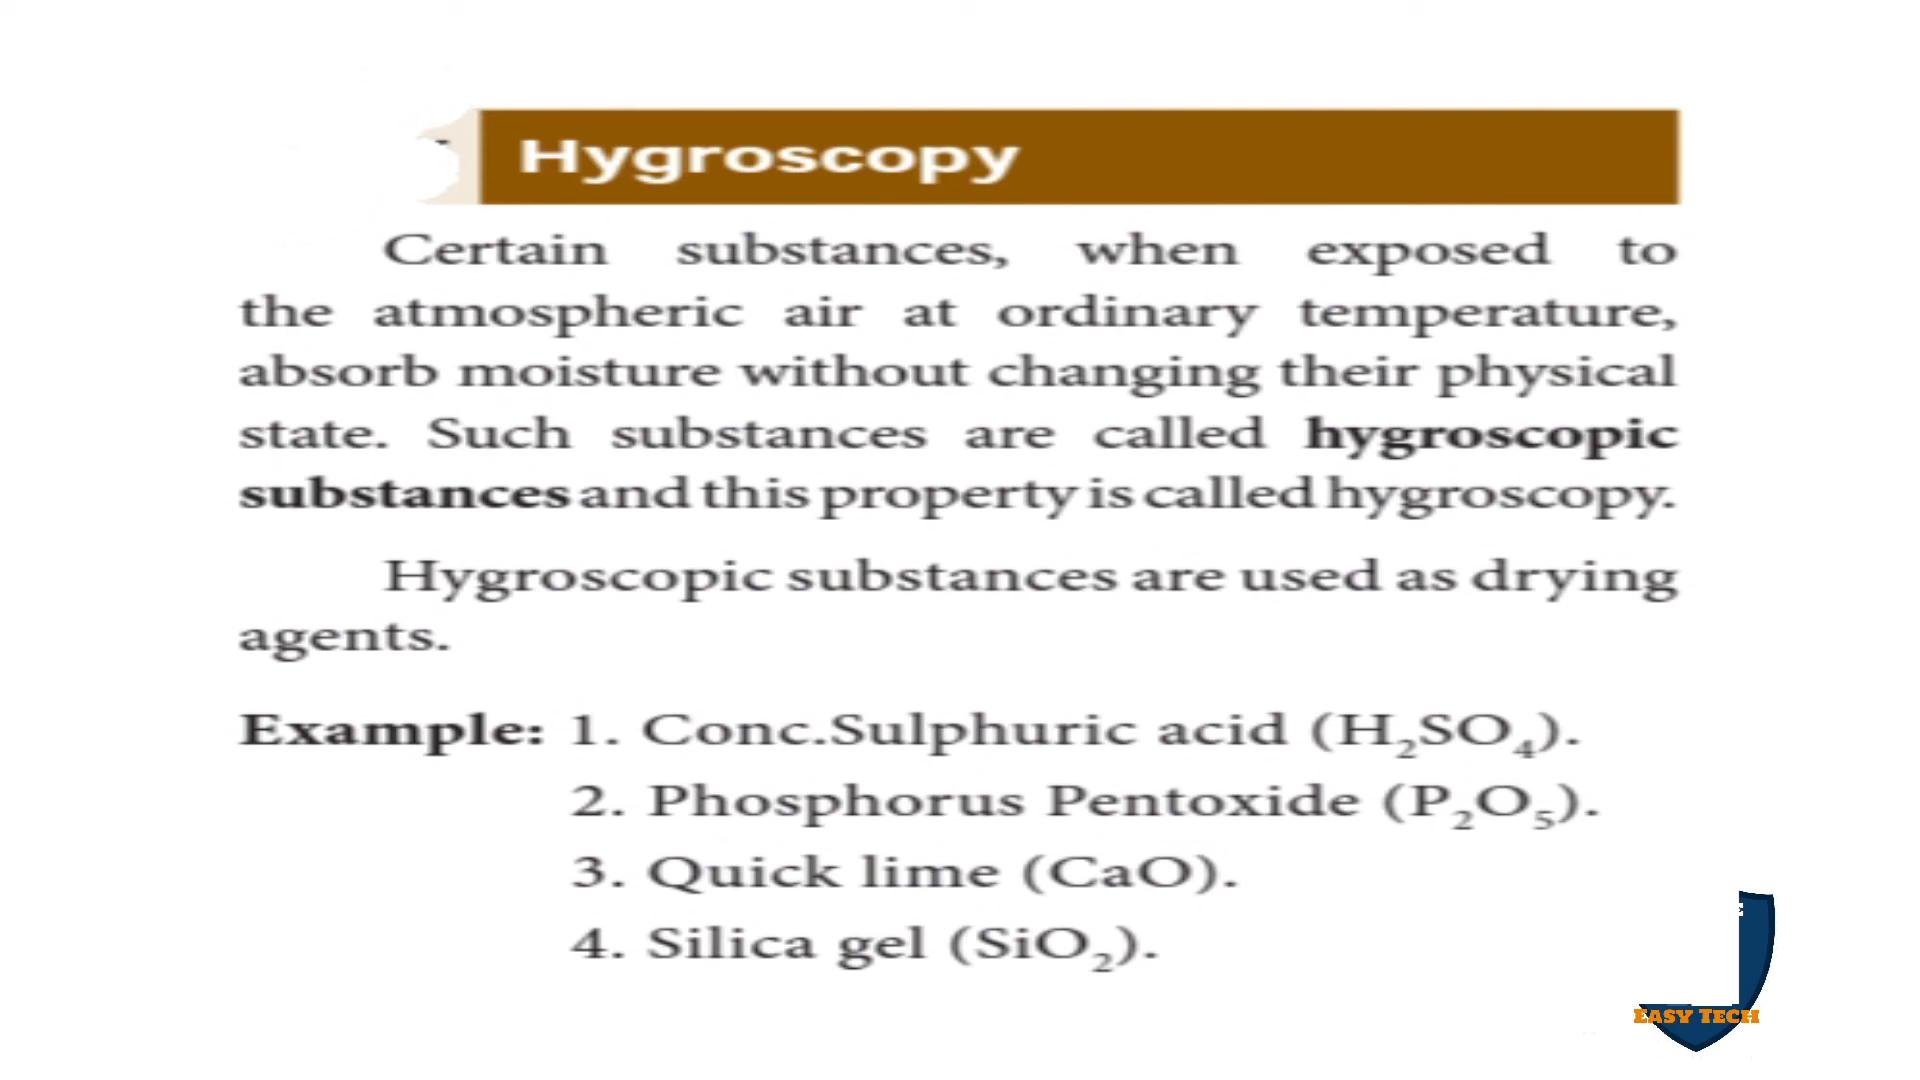 Hygroscopy
Certain substances, when exposed to
the atmospheric air at ordinary temperature,
absorb moisture without changing their physical
state. Such substances are called hygroscopic
substances and this property is called hygroscopy.
Hygroscopic substances are used as drying
agents.
Example: 1. Conc.Sulphuric acid (H₂SO₄).
2. Phosphorus Pentoxide (P₂O₅).
3. Quick lime (CaO).
4. Silica gel (SiO₂).
EASY TECH